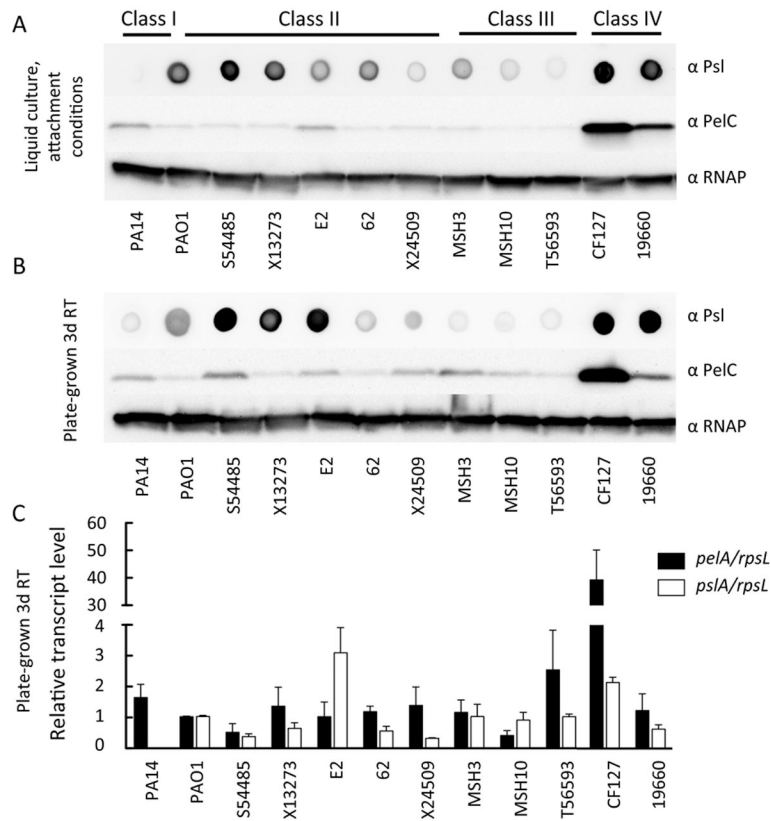 A
Class I Class II Class III Class IV
Liquid culture,
attachment
conditions
α Psl
α PelC
α RNAP
PA14 PAO1 S54485 X13273 E2 62 X24509 MSH3 MSH10 T56593 CF127 19660
B
Plate-grown 3d RT
α Psl
α PelC
α RNAP
PA14 PAO1 S54485 X13273 E2 62 X24509 MSH3 MSH10 T56593 CF127 19660
C
Plate-grown 3d RT
Relative transcript level
60
50
40
30
4
3
2
1
0
pelA/rpsL
pslA/rpsL
PA14 PAO1 S54485 X13273 E2 62 X24509 MSH3 MSH10 T56593 CF127 19660